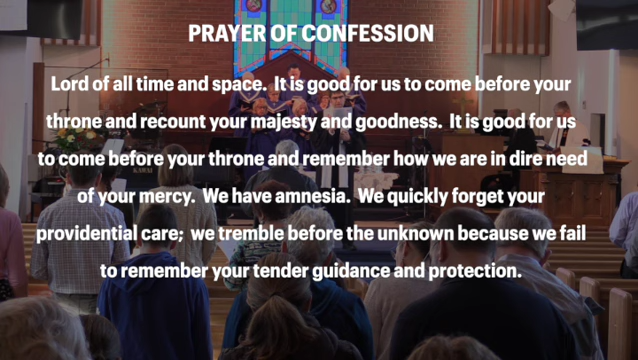 PRAYER OF CONFESSION
Lord of all time and space.  It is good for us to come before your
throne and recount your majesty and goodness.  It is good for us
to come before your throne and remember how we are in dire need
of your mercy.  We have amnesia.  We quickly forget your
providential care;  we tremble before the unknown because we fail
to remember your tender guidance and protection.
KAWAI